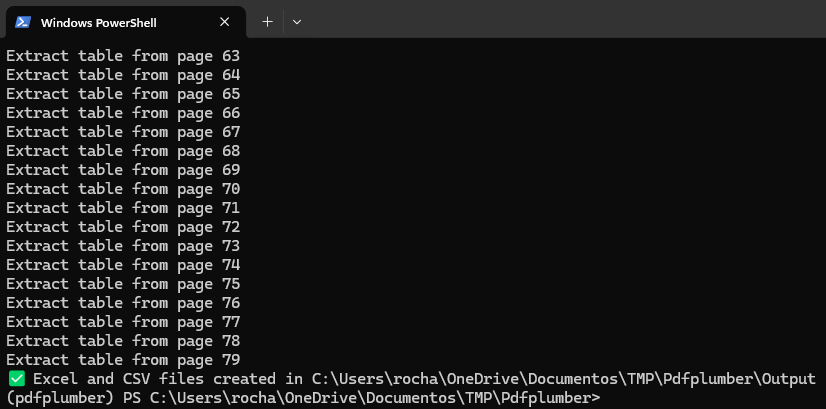 Windows PowerShell
Extract table from page 63
Extract table from page 64
Extract table from page 65
Extract table from page 66
Extract table from page 67
Extract table from page 68
Extract table from page 69
Extract table from page 70
Extract table from page 71
Extract table from page 72
Extract table from page 73
Extract table from page 74
Extract table from page 75
Extract table from page 76
Extract table from page 77
Extract table from page 78
Extract table from page 79
✅ Excel and CSV files created in C:\Users\rocha\OneDrive\Documentos\TMP\Pdfplumber\Output
(pdfplumber) PS C:\Users\rocha\OneDrive\Documentos\TMP\Pdfplumber>